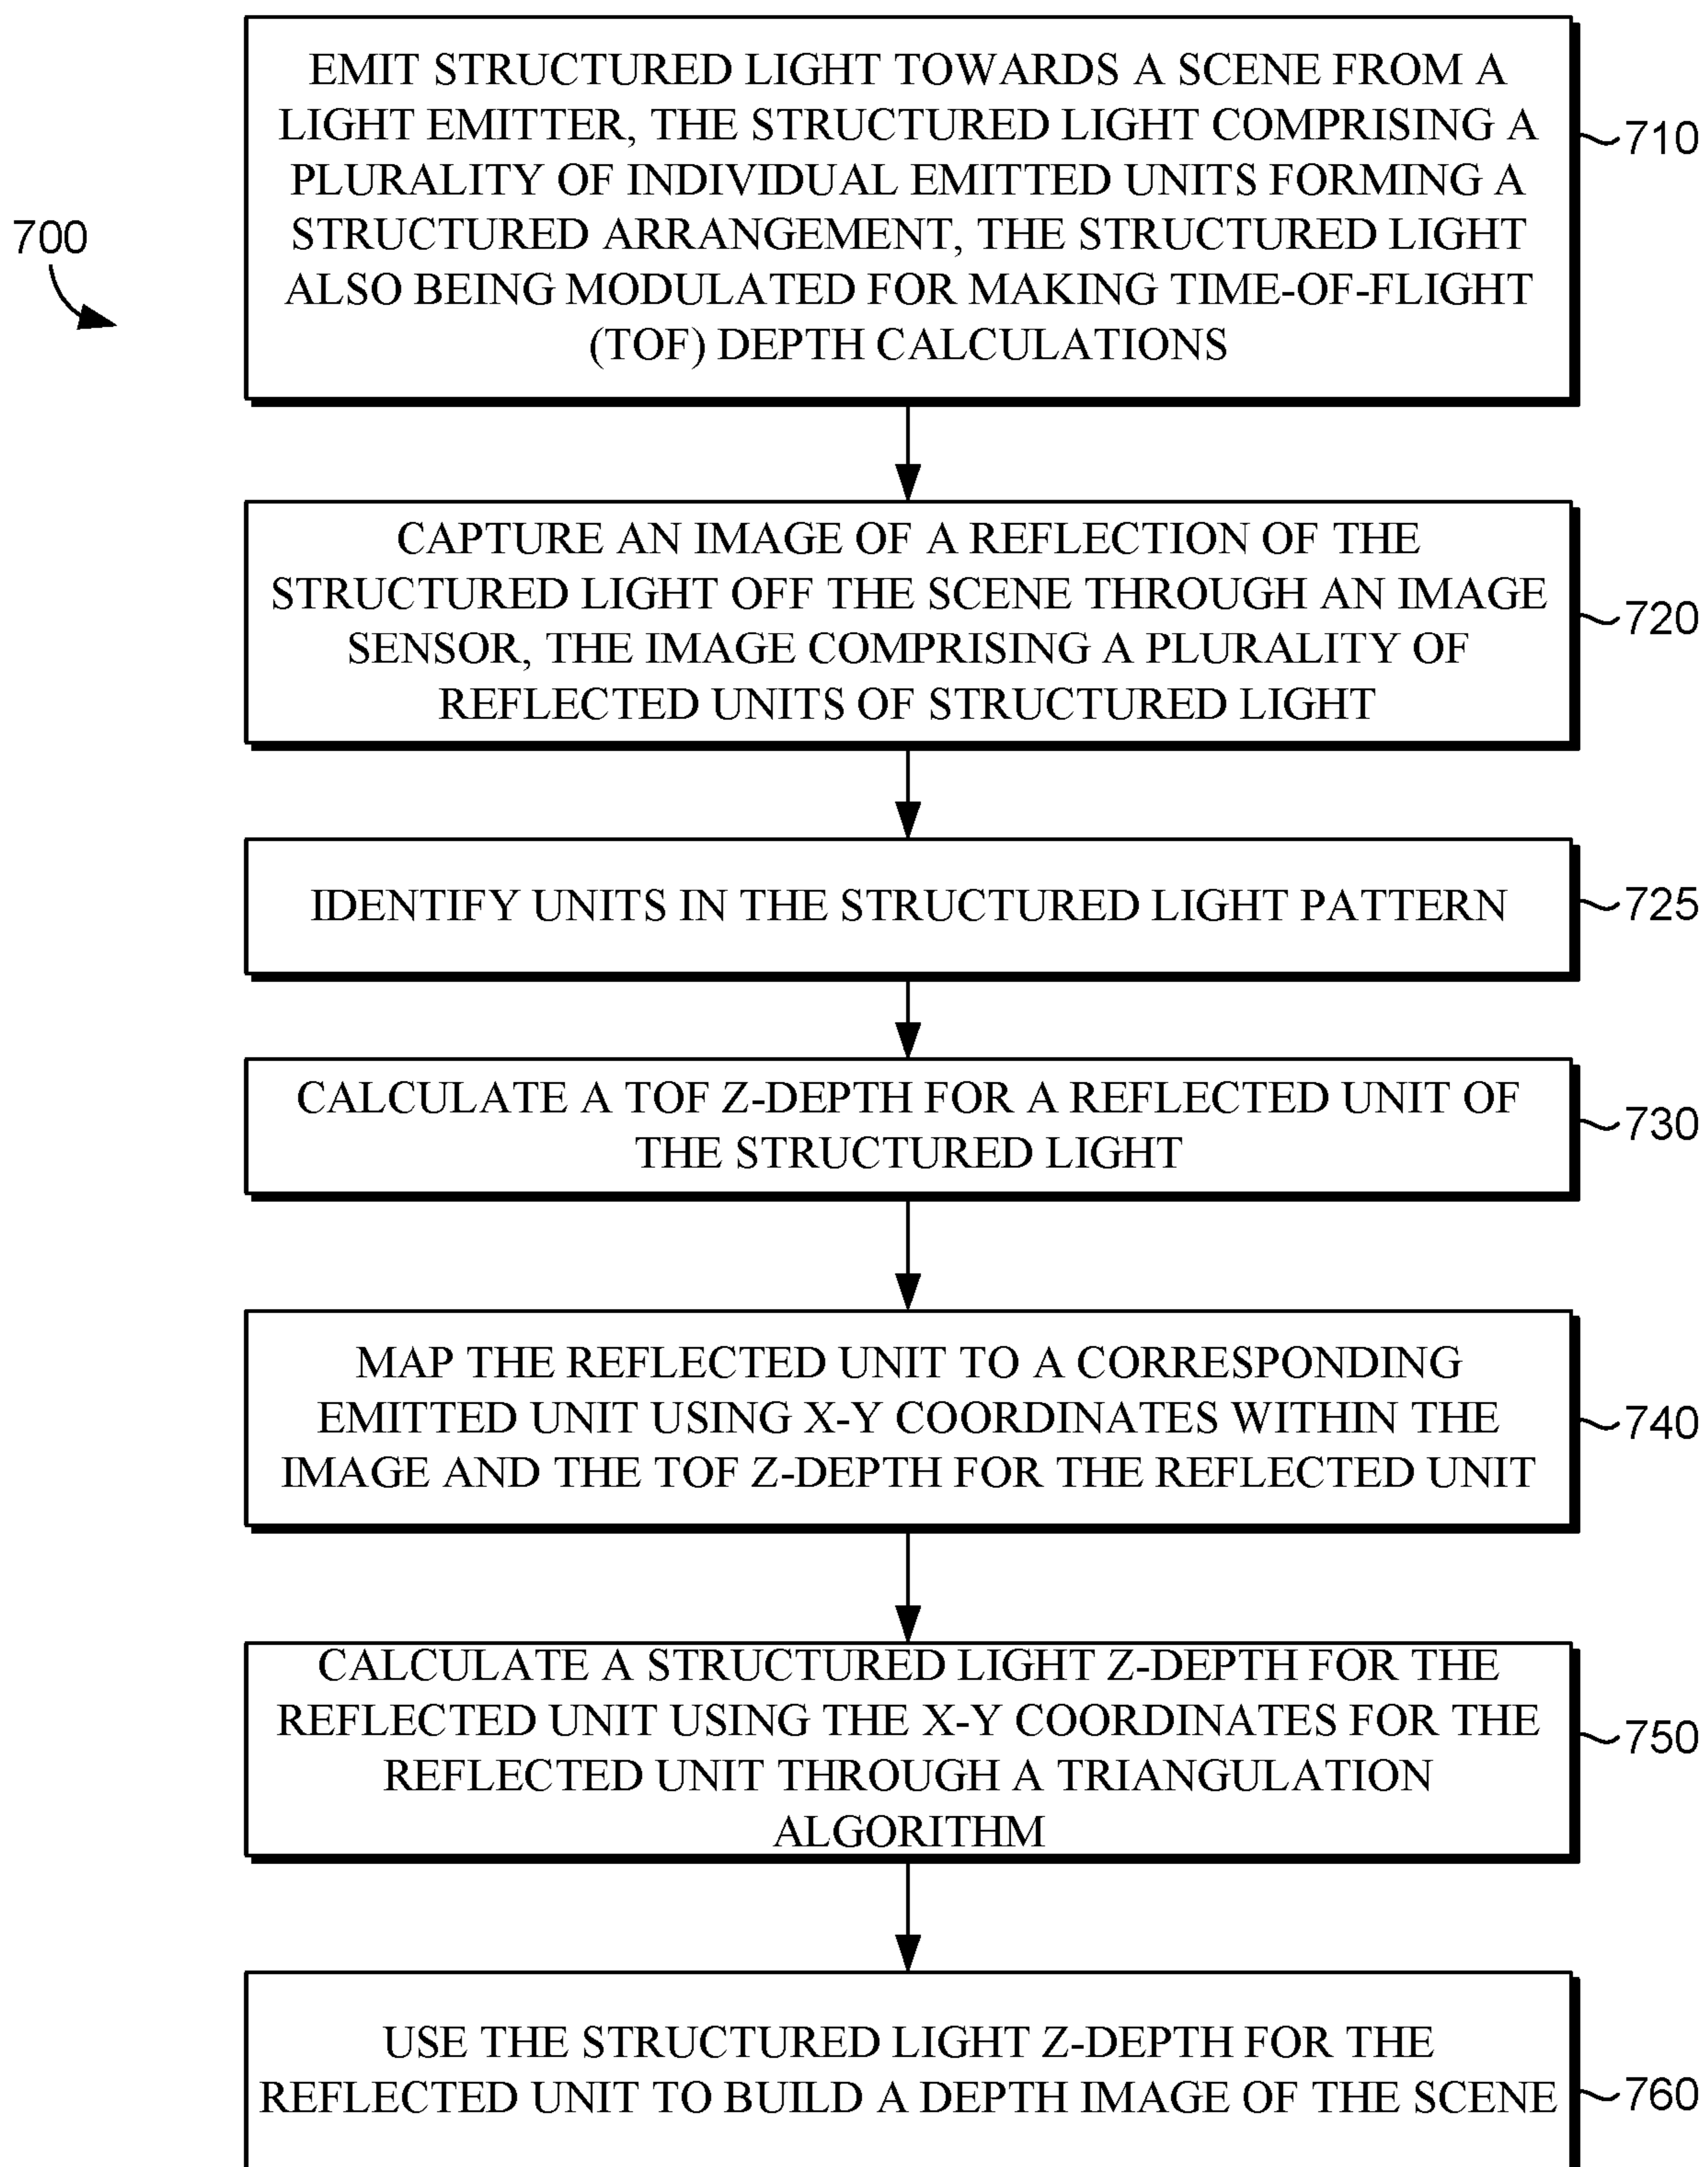 700
EMIT STRUCTURED LIGHT TOWARDS A SCENE FROM A
LIGHT EMITTER, THE STRUCTURED LIGHT COMPRISING A
PLURALITY OF INDIVIDUAL EMITTED UNITS FORMING A
STRUCTURED ARRANGEMENT, THE STRUCTURED LIGHT
ALSO BEING MODULATED FOR MAKING TIME-OF-FLIGHT
(TOF) DEPTH CALCULATIONS
710
CAPTURE AN IMAGE OF A REFLECTION OF THE
STRUCTURED LIGHT OFF THE SCENE THROUGH AN IMAGE
SENSOR, THE IMAGE COMPRISING A PLURALITY OF
REFLECTED UNITS OF STRUCTURED LIGHT
720
IDENTIFY UNITS IN THE STRUCTURED LIGHT PATTERN
725
CALCULATE A TOF Z-DEPTH FOR A REFLECTED UNIT OF
THE STRUCTURED LIGHT
730
MAP THE REFLECTED UNIT TO A CORRESPONDING
EMITTED UNIT USING X-Y COORDINATES WITHIN THE
IMAGE AND THE TOF Z-DEPTH FOR THE REFLECTED UNIT
740
CALCULATE A STRUCTURED LIGHT Z-DEPTH FOR THE
REFLECTED UNIT USING THE X-Y COORDINATES FOR THE
REFLECTED UNIT THROUGH A TRIANGULATION
ALGORITHM
750
USE THE STRUCTURED LIGHT Z-DEPTH FOR THE
REFLECTED UNIT TO BUILD A DEPTH IMAGE OF THE SCENE
760